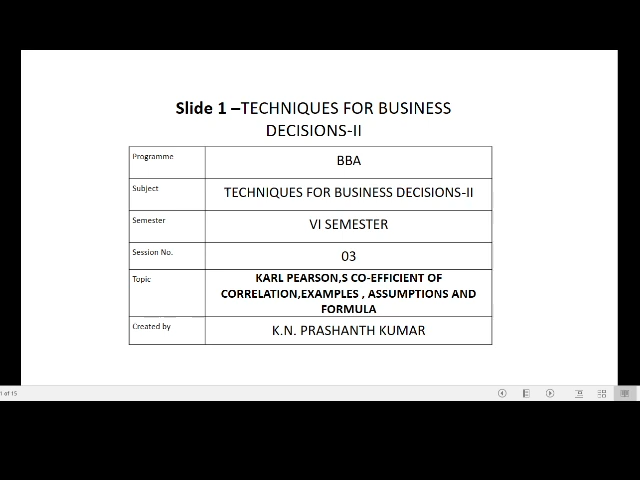 Slide 1 –TECHNIQUES FOR BUSINESS
DECISIONS-II
Programme
BBA
Subject
TECHNIQUES FOR BUSINESS DECISIONS-II
Semester
VI SEMESTER
Session No.
03
Topic
KARL PEARSON,S CO-EFFICIENT OF
CORRELATION,EXAMPLES , ASSUMPTIONS AND
FORMULA
Created by
K.N. PRASHANTH KUMAR
of 15